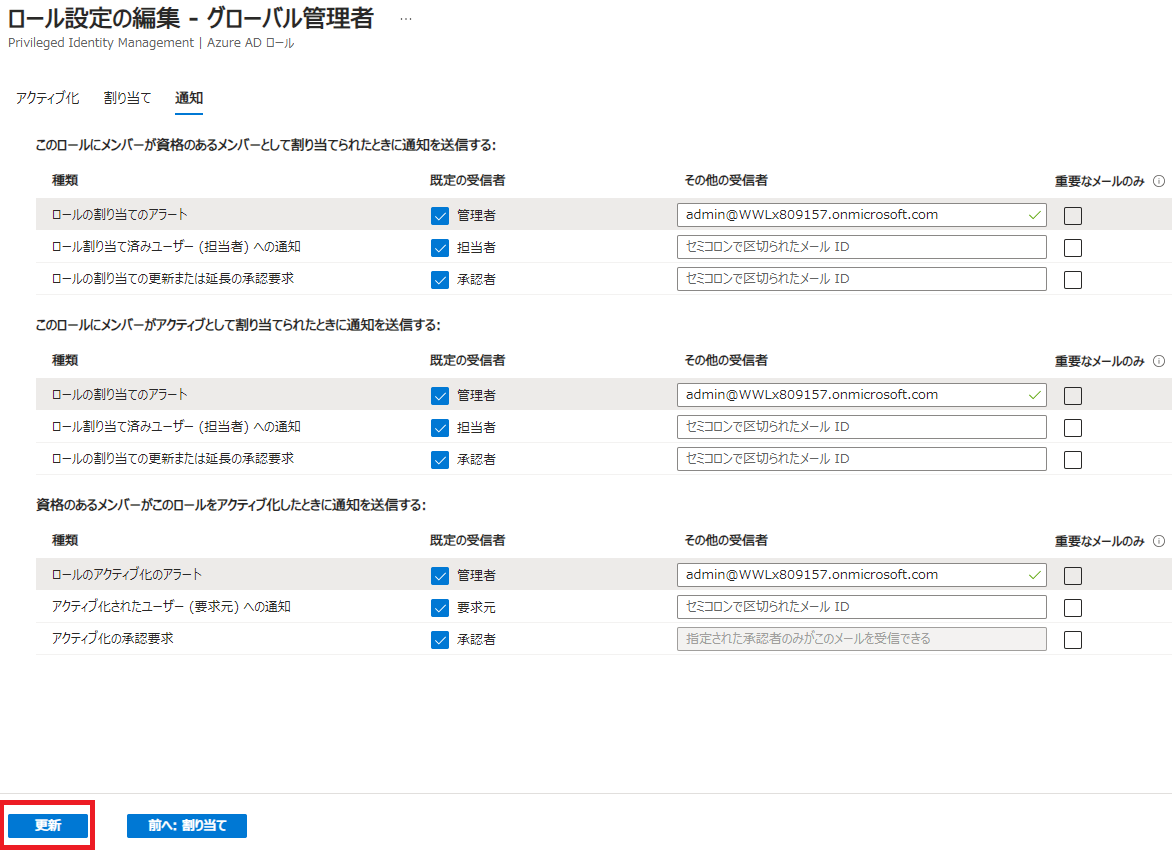 ロール設定の編集 - グローバル管理者 …
Privileged Identity Management | Azure AD ロール
アクティブ化 割り当て 通知
このロールにメンバーが資格のあるメンバーとして割り当てられたときに通知を送信する:
種類 既定の受信者 その他の受信者 重要なメールのみ
ロールの割り当てのアラート 管理者 admin@WWLx809157.onmicrosoft.com
ロール割り当て済みユーザー (担当者) への通知 担当者 セミコロンで区切られたメール ID
ロールの割り当ての更新または延長の承認要求 承認者 セミコロンで区切られたメール ID
このロールにメンバーがアクティブとして割り当てられたときに通知を送信する:
種類 既定の受信者 その他の受信者 重要なメールのみ
ロールの割り当てのアラート 管理者 admin@WWLx809157.onmicrosoft.com
ロール割り当て済みユーザー (担当者) への通知 担当者 セミコロンで区切られたメール ID
ロールの割り当ての更新または延長の承認要求 承認者 セミコロンで区切られたメール ID
資格のあるメンバーがこのロールをアクティブ化したときに通知を送信する:
種類 既定の受信者 その他の受信者 重要なメールのみ
ロールのアクティブ化のアラート 管理者 admin@WWLx809157.onmicrosoft.com
アクティブ化されたユーザー (要求元) への通知 要求元 セミコロンで区切られたメール ID
アクティブ化の承認要求 承認者 指定された承認者のみがこのメールを受信できる
更新 前へ: 割り当て